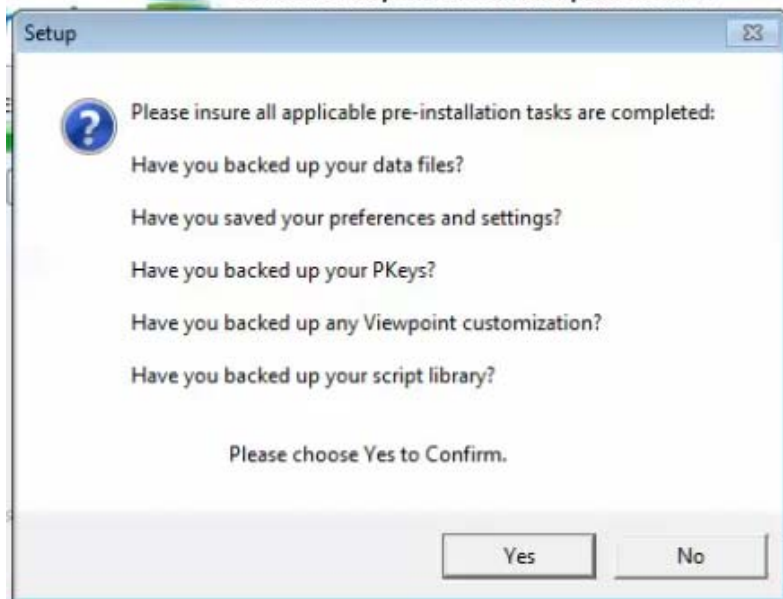 Setup
Please insure all applicable pre-installation tasks are completed:
Have you backed up your data files?
Have you saved your preferences and settings?
Have you backed up your PKeys?
Have you backed up any Viewpoint customization?
Have you backed up your script library?
Please choose Yes to Confirm.
Yes No